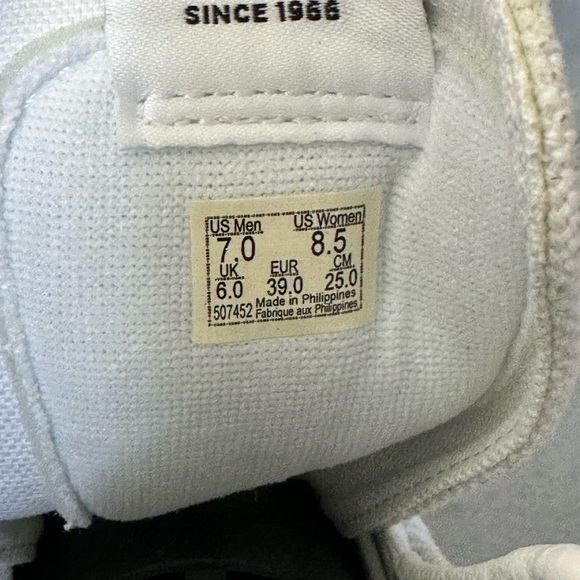 SINCE 1966
US Men US Women
7.0 8.5
UK EUR CM
6.0 39.0 25.0
507452 Made in Philippines
Fabrique aux Philippines